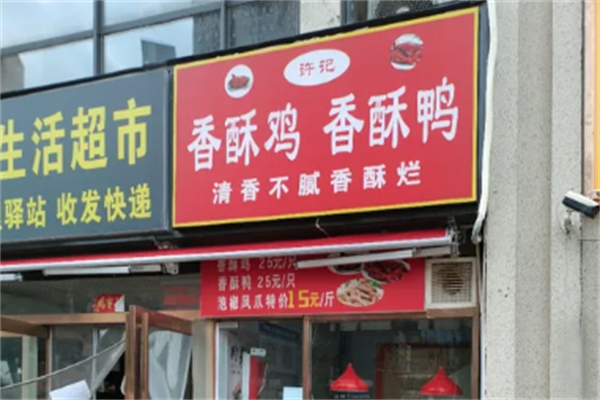 生活超市
驿站 收发快递
许记
香酥鸡 香酥鸭
清香不腻香酥烂
香酥鸡 25元/只
香酥鸭 25元/只
泡椒凤爪特价15元/斤